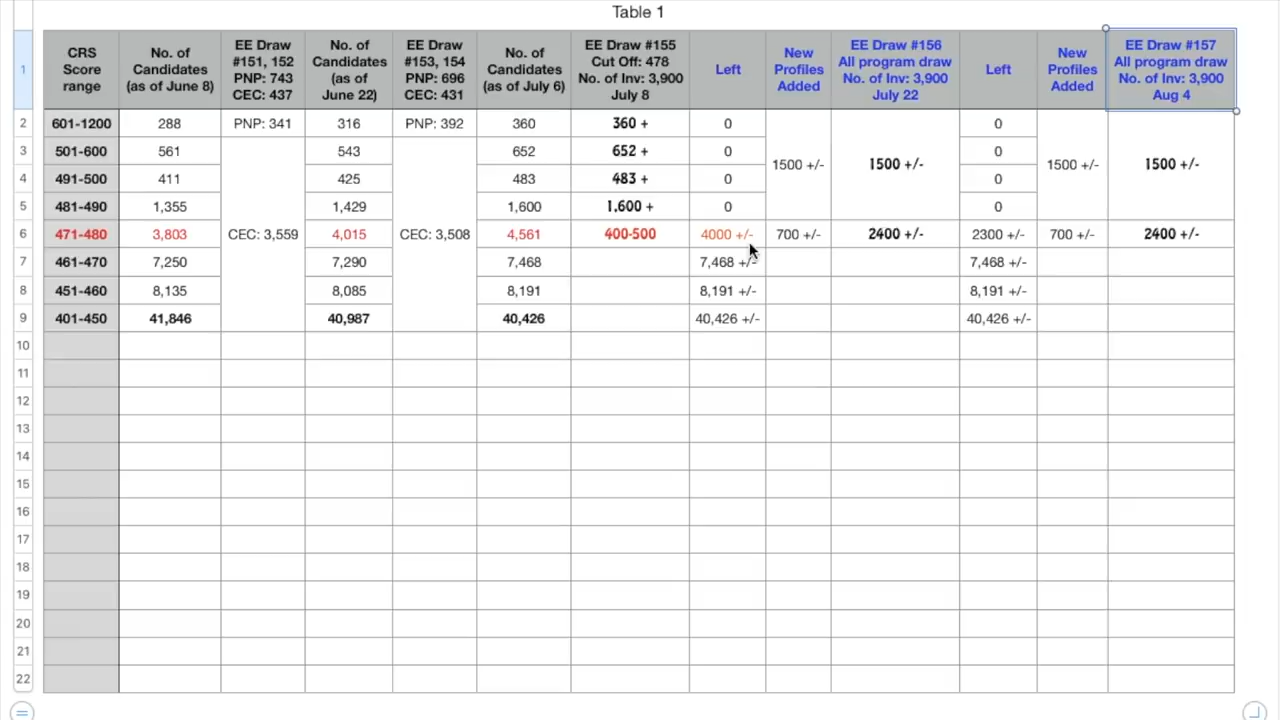 Table 1
1
CRS Score range
No. of Candidates (as of June 8)
EE Draw #151, 152 PNP: 743 CEC: 437
No. of Candidates (as of June 22)
EE Draw #153, 154 PNP: 696 CEC: 431
No. of Candidates (as of July 6)
EE Draw #155 Cut Off: 478 No. of Inv: 3,900 July 8
Left
New Profiles Added
EE Draw #156 All program draw No. of Inv: 3,900 July 22
Left
New Profiles Added
EE Draw #157 All program draw No. of Inv: 3,900 Aug 4
2 601-1200 288 PNP: 341 316 PNP: 392 360 360 + 0 0
3 501-600 561 543 652 652 + 0 1500 +/- 1500 +/- 0 1500 +/- 1500 +/-
4 491-500 411 425 483 483 + 0 0
5 481-490 1,355 1,429 1,600 1,600 + 0 0
6 471-480 3,803 CEC: 3,559 4,015 CEC: 3,508 4,561 400-500 4000 +/- 700 +/- 2400 +/- 2300 +/- 700 +/- 2400 +/-
7 461-470 7,250 7,290 7,468 7,468 +/- 7,468 +/-
8 451-460 8,135 8,085 8,191 8,191 +/- 8,191 +/-
9 401-450 41,846 40,987 40,426 40,426 +/- 40,426 +/-
10
11
12
13
14
15
16
17
18
19
20
21
22